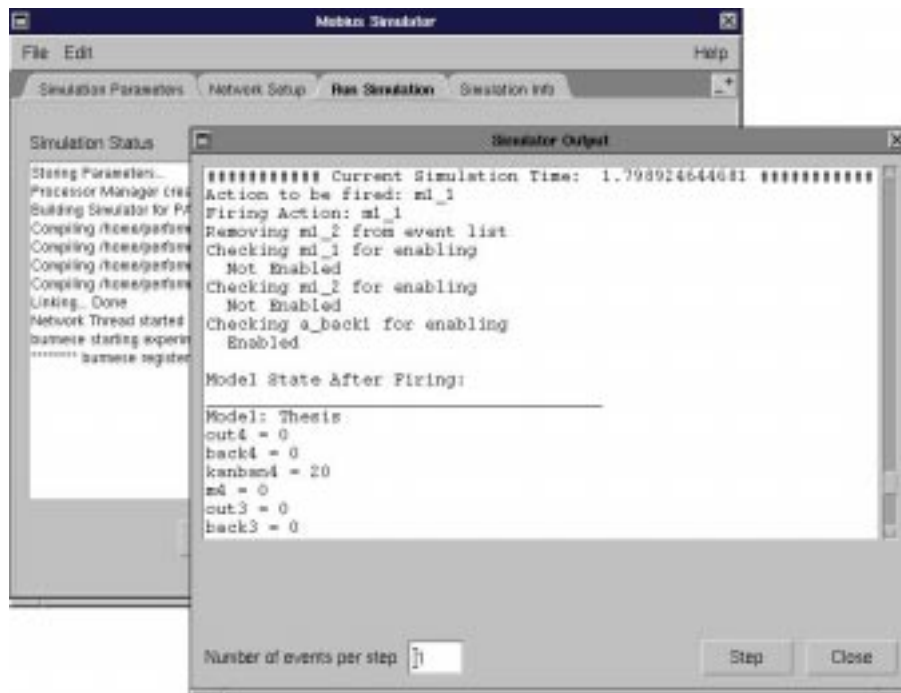 Mobius Simulator
File Edit Help
Simulation Parameters Network Setup Run Simulation Simulation Info
Simulation Status
Storing Parameters...
Processor Manager crea
Building Simulator for PA
Compiling /home/perform
Compiling /home/perform
Compiling /home/perform
Compiling /home/perform
Linking... Done
Network Thread started
burmese starting experim
******** burmese register
Simulator Output
########### Current Simulation Time: 1.798924644681 ###########
Action to be fired: m1_1
Firing Action: m1_1
Removing m1_2 from event list
Checking m1_1 for enabling
Not Enabled
Checking m1_2 for enabling
Not Enabled
Checking a_back1 for enabling
Enabled
Model State After Firing:
Model: Thesis
out4 = 0
back4 = 0
kanban4 = 20
m4 = 0
out3 = 0
back3 = 0
Number of events per step 1
Step Close